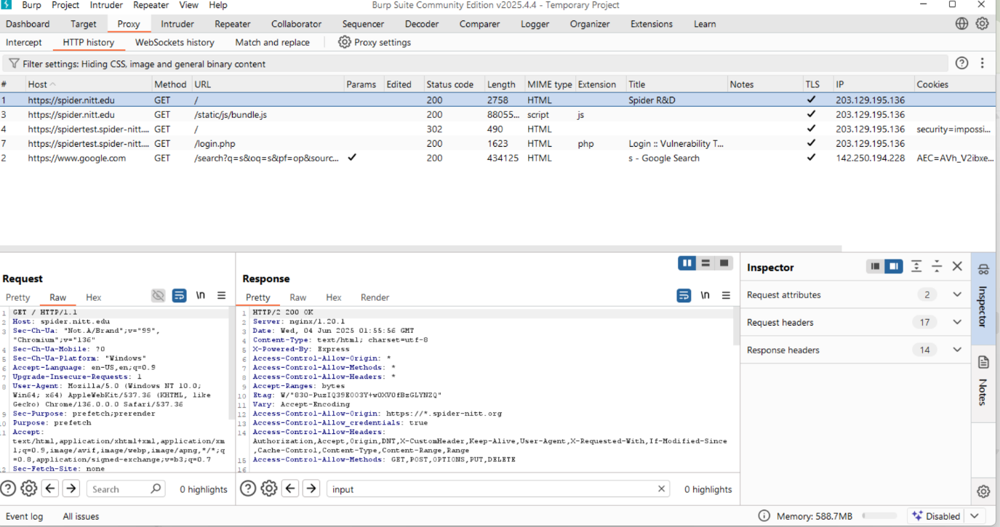 Burp Project Intruder Repeater View Help Burp Suite Community Edition v2025.4.4 - Temporary Project
Dashboard Target Proxy Intruder Repeater Collaborator Sequencer Decoder Comparer Logger Organizer Extensions Learn
Intercept HTTP history WebSockets history Match and replace Proxy settings
Filter settings: Hiding CSS, image and general binary content
# Host Method URL Params Edited Status code Length MIME type Extension Title Notes TLS IP Cookies
1 https://spider.nitt.edu GET / 200 2758 HTML Spider R&D ✓ 203.129.195.136
3 https://spider.nitt.edu GET /static/js/bundle.js 200 88055... script js ✓ 203.129.195.136
4 https://spidertest.spider-nitt.... GET / 302 490 HTML ✓ 203.129.195.136 security=impossi...
7 https://spidertest.spider-nitt.... GET /login.php 200 1623 HTML php Login :: Vulnerability T... ✓ 203.129.195.136
2 https://www.google.com GET /search?q=s&oq=s&pf=op&sourc... ✓ 200 434125 HTML s - Google Search ✓ 142.250.194.228 AEC=AVh_V2ibxe...
Request
Pretty Raw Hex \n
1 GET / HTTP/1.1
2 Host: spider.nitt.edu
3 Sec-Ch-Ua: "Not.A/Brand";v="99",
"Chromium";v="136"
4 Sec-Ch-Ua-Mobile: ?0
5 Sec-Ch-Ua-Platform: "Windows"
6 Accept-Language: en-US,en;q=0.9
7 Upgrade-Insecure-Requests: 1
8 User-Agent: Mozilla/5.0 (Windows NT 10.0;
Win64; x64) AppleWebKit/537.36 (KHTML, like
Gecko) Chrome/136.0.0.0 Safari/537.36
9 Sec-Purpose: prefetch;prerender
10 Purpose: prefetch
11 Accept:
text/html,application/xhtml+xml,application/xm
l;q=0.9,image/avif,image/webp,image/apng,*/*;q
=0.8,application/signed-exchange;v=b3;q=0.7
12 Sec-Fetch-Site: none
Search 0 highlights
Response
Pretty Raw Hex Render \n
1 HTTP/2 200 OK
2 Server: nginx/1.20.1
3 Date: Wed, 04 Jun 2025 01:55:56 GMT
4 Content-Type: text/html; charset=utf-8
5 X-Powered-By: Express
6 Access-Control-Allow-Origin: *
7 Access-Control-Allow-Methods: *
8 Access-Control-Allow-Headers: *
9 Accept-Ranges: bytes
10 Etag: W/"830-PuzIQ39E003Y+w0XV0fBzGLYNZQ"
11 Vary: Accept-Encoding
12 Access-Control-Allow-Origin: https://*.spider-nitt.org
13 Access-Control-Allow_credentials: true
14 Access-Control-Allow-Headers:
Authorization,Accept,Origin,DNT,X-CustomHeader,Keep-Alive,User-Agent,X-Requested-With,If-Modified-Since
,Cache-Control,Content-Type,Content-Range,Range
15 Access-Control-Allow-Methods: GET,POST,OPTIONS,PUT,DELETE
16
input 0 highlights
Inspector
Request attributes 2
Request headers 17
Response headers 14
Inspector
Notes
Event log All issues Memory: 588.7MB Disabled